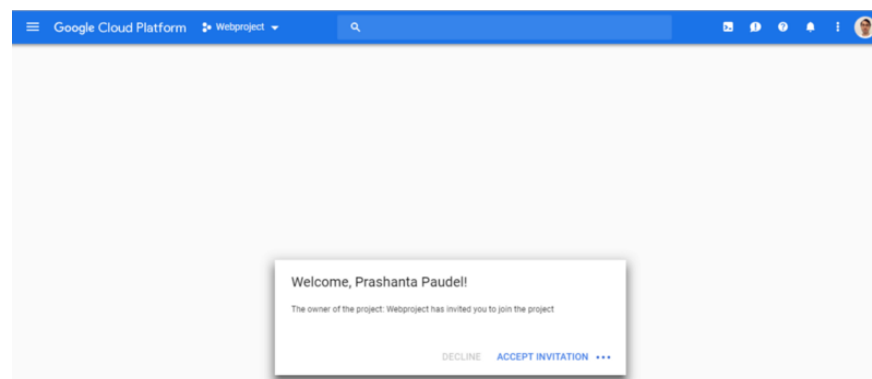 Google Cloud Platform Webproject
Welcome, Prashanta Paudel!
The owner of the project: Webproject has invited you to join the project
DECLINE ACCEPT INVITATION